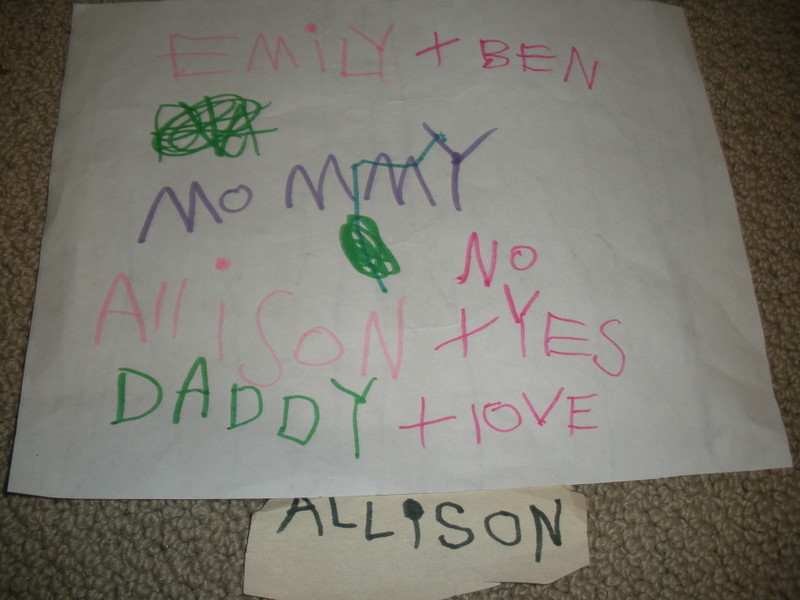 EMiLY + BEN
MOMMY
NO
AlliSON + YES
DADDY + lOVE
ALLiSON